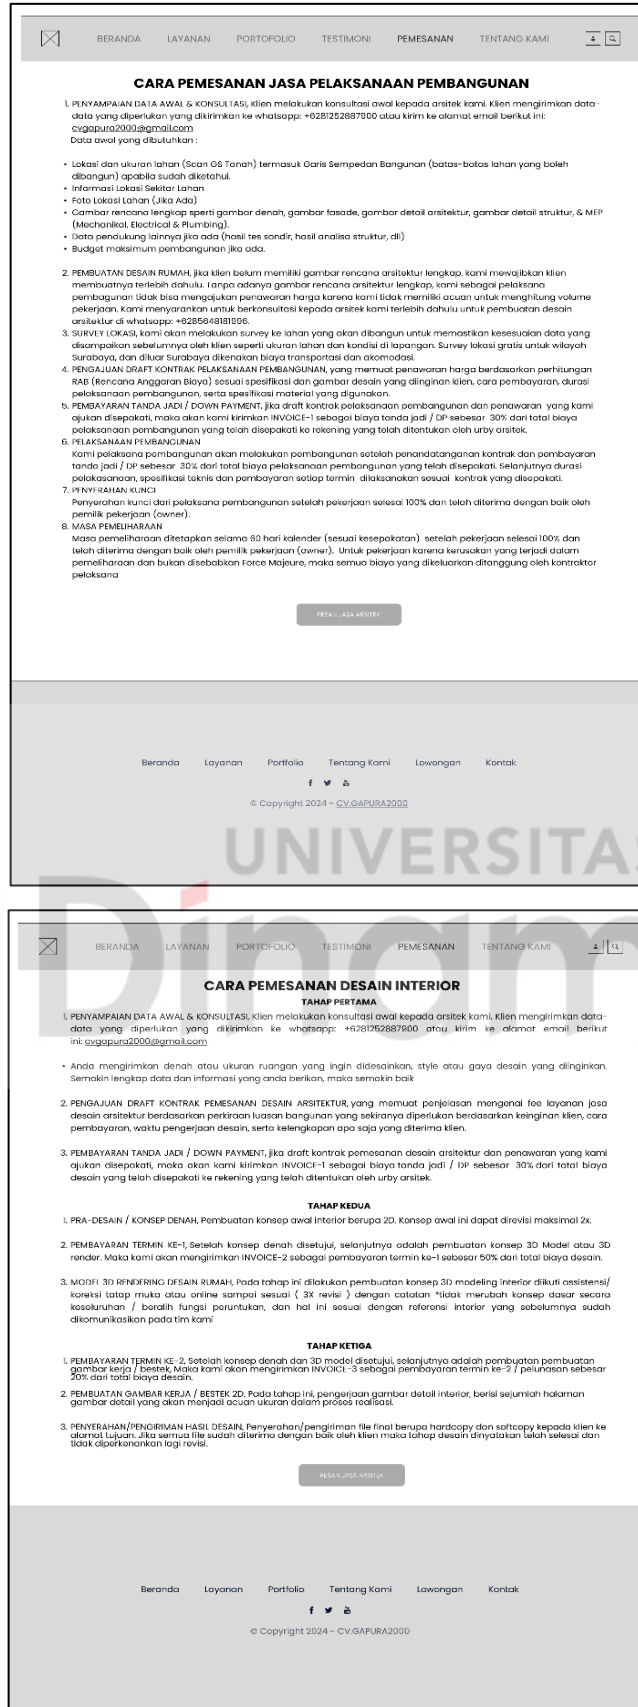 BERANDA LAYANAN PORTOFOLIO TESTIMONI PEMESANAN TENTANG KAMI
CARA PEMESANAN JASA PELAKSANAAN PEMBANGUNAN
1. PENYAMPAIAN DATA AWAL & KONSULTASI, Klien melakukan konsultasi awal kepada arsitek kami. Klien mengirimkan data-
data yang diperlukan yang dikirimkan ke whatsapp: +6281252887900 atau kirim ke alamat email berikut ini:
cvgapura2000@gmail.com
Data awal yang dibutuhkan :
• Lokasi dan ukuran lahan (Scan GS Tanah) termasuk Garis Sempedan Bangunan (batas-batas lahan yang boleh
dibangun) apabila sudah diketahui.
• Informasi Lokasi Sekitar Lahan
• Foto Lokasi Lahan (Jika Ada)
• Gambar rencana lengkap sperti gambar denah, gambar fasade, gambar detail arsitektur, gambar detail struktur, & MEP
(Mechanikal, Electrical & Plumbing).
• Data pendukung lainnya jika ada (hasil tes sondir, hasil analisa struktur, dll)
• Budget maksimum pembangunan jika ada.
2. PEMBUATAN DESAIN RUMAH, jika klien belum memiliki gambar rencana arsitektur lengkap, kami mewajibkan klien
membuatnya terlebih dahulu. Tanpa adanya gambar rencana arsitektur lengkap, kami sebagai pelaksana
pembagunan tidak bisa mengajukan penawaran harga karena kami tidak memiliki acuan untuk menghitung volume
pekerjaan. Kami menyarankan untuk berkonsultasi kepada arsitek kami terlebih dahulu untuk pembuatan desain
arsitektur di whatsapp: +6285648181996.
3. SURVEY LOKASI, kami akan melakukan survey ke lahan yang akan dibangun untuk memastikan kesesuaian data yang
disampaikan sebelumnya oleh klien seperti ukuran lahan dan kondisi di lapangan. Survey lokasi gratis untuk wilayah
Surabaya, dan diluar Surabaya dikenakan biaya transportasi dan akomodasi.
4. PENGAJUAN DRAFT KONTRAK PELAKSANAAN PEMBANGUNAN, yang memuat penawaran harga berdasarkan perhitungan
RAB (Rencana Anggaran Biaya) sesuai spesifikasi dan gambar desain yang diinginan klien, cara pembayaran, durasi
pelaksanaan pembangunan, serta spesifikasi material yang digunakan.
5. PEMBAYARAN TANDA JADI / DOWN PAYMENT, jika draft kontrak pelaksanaan pembangunan dan penawaran yang kami
ajukan disepakati, maka akan kami kirimkan INVOICE-1 sebagai biaya tanda jadi / DP sebesar 30% dari total biaya
pelaksanaan pembangunan yang telah disepakati ke rekening yang telah ditentukan oleh urby arsitek.
6. PELAKSANAAN PEMBANGUNAN
Kami pelaksana pembangunan akan melakukan pembangunan setelah penandatanganan kontrak dan pembayaran
tanda jadi / DP sebesar 30% dari total biaya pelaksanaan pembangunan yang telah disepakati. Selanjutnya durasi
pelakasanaan, spesifikasi teknis dan pembayaran setiap termin dilaksanakan sesuai kontrak yang disepakati.
7. PENYERAHAN KUNCI
Penyerahan kunci dari pelaksana pembangunan setelah pekerjaan selesai 100% dan telah diterima dengan baik oleh
pemilik pekerjaan (owner).
8. MASA PEMELIHARAAN
Masa pemeliharaan ditetapkan selama 60 hari kalender (sesuai kesepakatan) setelah pekerjaan selesai 100% dan
telah diterima dengan baik oleh pemilik pekerjaan (owner). Untuk pekerjaan karena kerusakan yang terjadi dalam
pemeliharaan dan bukan disebabkan Force Majeure, maka semua biaya yang dikeluarkan ditanggung oleh kontraktor
pelaksana
PESAN JASA ARSITEK
Beranda Layanan Portfolio Tentang Kami Lowongan Kontak
© Copyright 2024 - CV.GAPURA2000
UNIVERSITAS
Dinam
BERANDA LAYANAN PORTOFOLIO TESTIMONI PEMESANAN TENTANG KAMI
CARA PEMESANAN DESAIN INTERIOR
TAHAP PERTAMA
1. PENYAMPAIAN DATA AWAL & KONSULTASI, Klien melakukan konsultasi awal kepada arsitek kami. Klien mengirimkan data-
data yang diperlukan yang dikirimkan ke whatsapp: +6281252887900 atau kirim ke alamat email berikut
ini: cvgapura2000@gmail.com
• Anda mengirimkan denah atau ukuran ruangan yang ingin didesainkan, style atau gaya desain yang diinginkan.
Semakin lengkap data dan informasi yang anda berikan, maka semakin baik
2. PENGAJUAN DRAFT KONTRAK PEMESANAN DESAIN ARSITEKTUR, yang memuat penjelasan mengenai fee layanan jasa
desain arsitektur berdasarkan perkiraan luasan bangunan yang sekiranya diperlukan berdasarkan keinginan klien, cara
pembayaran, waktu pengerjaan desain, serta kelengkapan apa saja yang diterima klien.
3. PEMBAYARAN TANDA JADI / DOWN PAYMENT, jika draft kontrak pemesanan desain arsitektur dan penawaran yang kami
ajukan disepakati, maka akan kami kirimkan INVOICE-1 sebagai biaya tanda jadi / DP sebesar 30% dari total biaya
desain yang telah disepakati ke rekening yang telah ditentukan oleh urby arsitek.
TAHAP KEDUA
1. PRA-DESAIN / KONSEP DENAH, Pembuatan konsep awal interior berupa 2D. Konsep awal ini dapat direvisi maksimal 2x.
2. PEMBAYARAN TERMIN KE-1, Setelah konsep denah disetujui, selanjutnya adalah pembuatan konsep 3D Model atau 3D
render. Maka kami akan mengirimkan INVOICE-2 sebagai pembayaran termin ke-1 sebesar 50% dari total biaya desain.
3. MODEL 3D RENDERING DESAIN RUMAH, Pada tahap ini dilakukan pembuatan konsep 3D modeling interior diikuti assistensi/
koreksi tatap muka atau online sampai sesuai ( 3X revisi ) dengan catatan *tidak merubah konsep dasar secara
keseluruhan / beralih fungsi peruntukan, dan hal ini sesuai dengan referensi interior yang sebelumnya sudah
dikomunikasikan pada tim kami
TAHAP KETIGA
1. PEMBAYARAN TERMIN KE-2, Setelah konsep denah dan 3D model disetujui, selanjutnya adalah pembuatan pembuatan
gambar kerja / bestek, Maka kami akan mengirimkan INVOICE-3 sebagai pembayaran termin ke-2 / pelunasan sebesar
20% dari total biaya desain.
2. PEMBUATAN GAMBAR KERJA / BESTEK 2D, Pada tahap ini, pengerjaan gambar detail interior, berisi sejumlah halaman
gambar detail yang akan menjadi acuan ukuran dalam proses realisasi.
3. PENYERAHAN/PENGIRIMAN HASIL DESAIN, Penyerahan/pengiriman file final berupa hardcopy dan softcopy kepada klien ke
alamat tujuan. Jika semua file sudah diterima dengan baik oleh klien maka tahap desain dinyatakan telah selesai dan
tidak diperkenankan lagi revisi.
PESAN JASA ARSITEK
Beranda Layanan Portfolio Tentang Kami Lowongan Kontak
© Copyright 2024 - CV.GAPURA2000